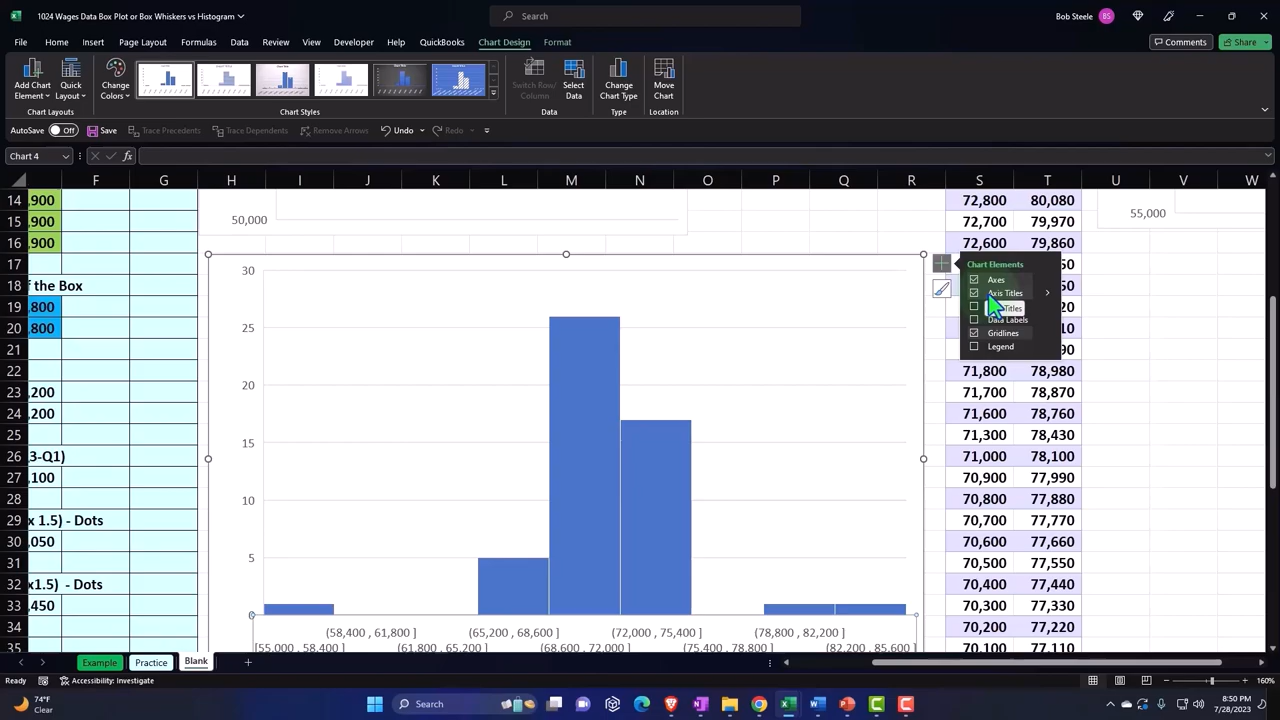 1024 Wages Data Box Plot or Box Whiskers vs Histogram
Search
Bob Steele BS
File Home Insert Page Layout Formulas Data Review View Developer Help QuickBooks Chart Design Format
Comments Share
Add Chart Element Quick Layout Change Colors Switch Row/Column Select Data Change Chart Type Move Chart
Chart Layouts Chart Styles Data Type Location
AutoSave Off Save Trace Precedents Trace Dependents Remove Arrows Undo Redo
Chart 4 fx
F G H I J K L M N O P Q R S T U V W
14 ,900 50,000 72,800 80,080 55,000
15 ,900 72,700 79,970
16 ,900 72,600 79,860
17 30 Chart Elements 50
Axes
18 of the Box Axis Titles 50
19 ,800 Titles 20
25 Data Labels
20 ,800 Gridlines 10
21 Legend 90
22 71,800 78,980
23 ,200 20 71,700 78,870
24 ,200 71,600 78,760
25 15 71,300 78,430
26 3-Q1) 71,000 78,100
27 ,100 70,900 77,990
28 10 70,800 77,880
29 x 1.5) - Dots 70,700 77,770
30 ,050 70,600 77,660
31 5 70,500 77,550
32 x1.5) - Dots 70,400 77,440
33 ,450 0 70,300 77,330
34 (58,400 , 61,800 ] (65,200 , 68,600 ] (72,000 , 75,400 ] (78,800 , 82,200 ] 70,200 77,220
35 [55,000 , 58,400 ] (61,800 , 65,200 ] (68,600 , 72,000 ] (75,400 , 78,800 ] (82,200 , 85,600 ] 70,100 77,110
Example Practice Blank
Ready Accessibility: Investigate 160%
74°F
Clear
Search
8:50 PM
7/28/2023